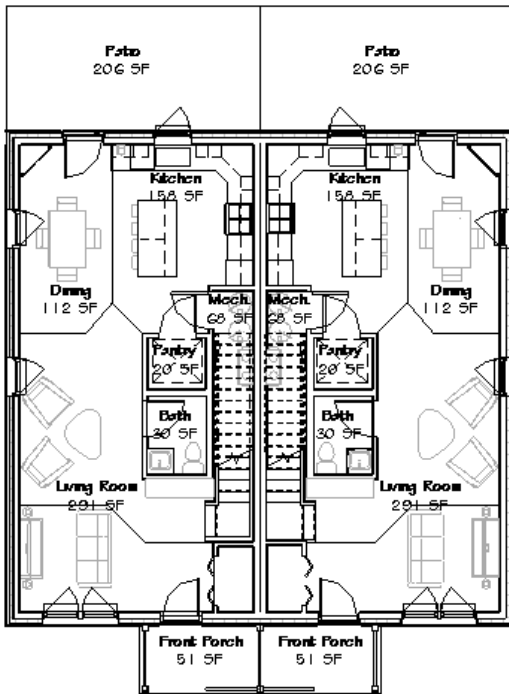 Patio
206 SF
Patio
206 SF
Kitchen
158 SF
Kitchen
158 SF
Dining
112 SF
Dining
112 SF
Mech.
68 SF
Mech.
68 SF
Pantry
20 SF
Pantry
20 SF
Bath
30 SF
Bath
30 SF
Living Room
291 SF
Living Room
291 SF
Front Porch
51 SF
Front Porch
51 SF